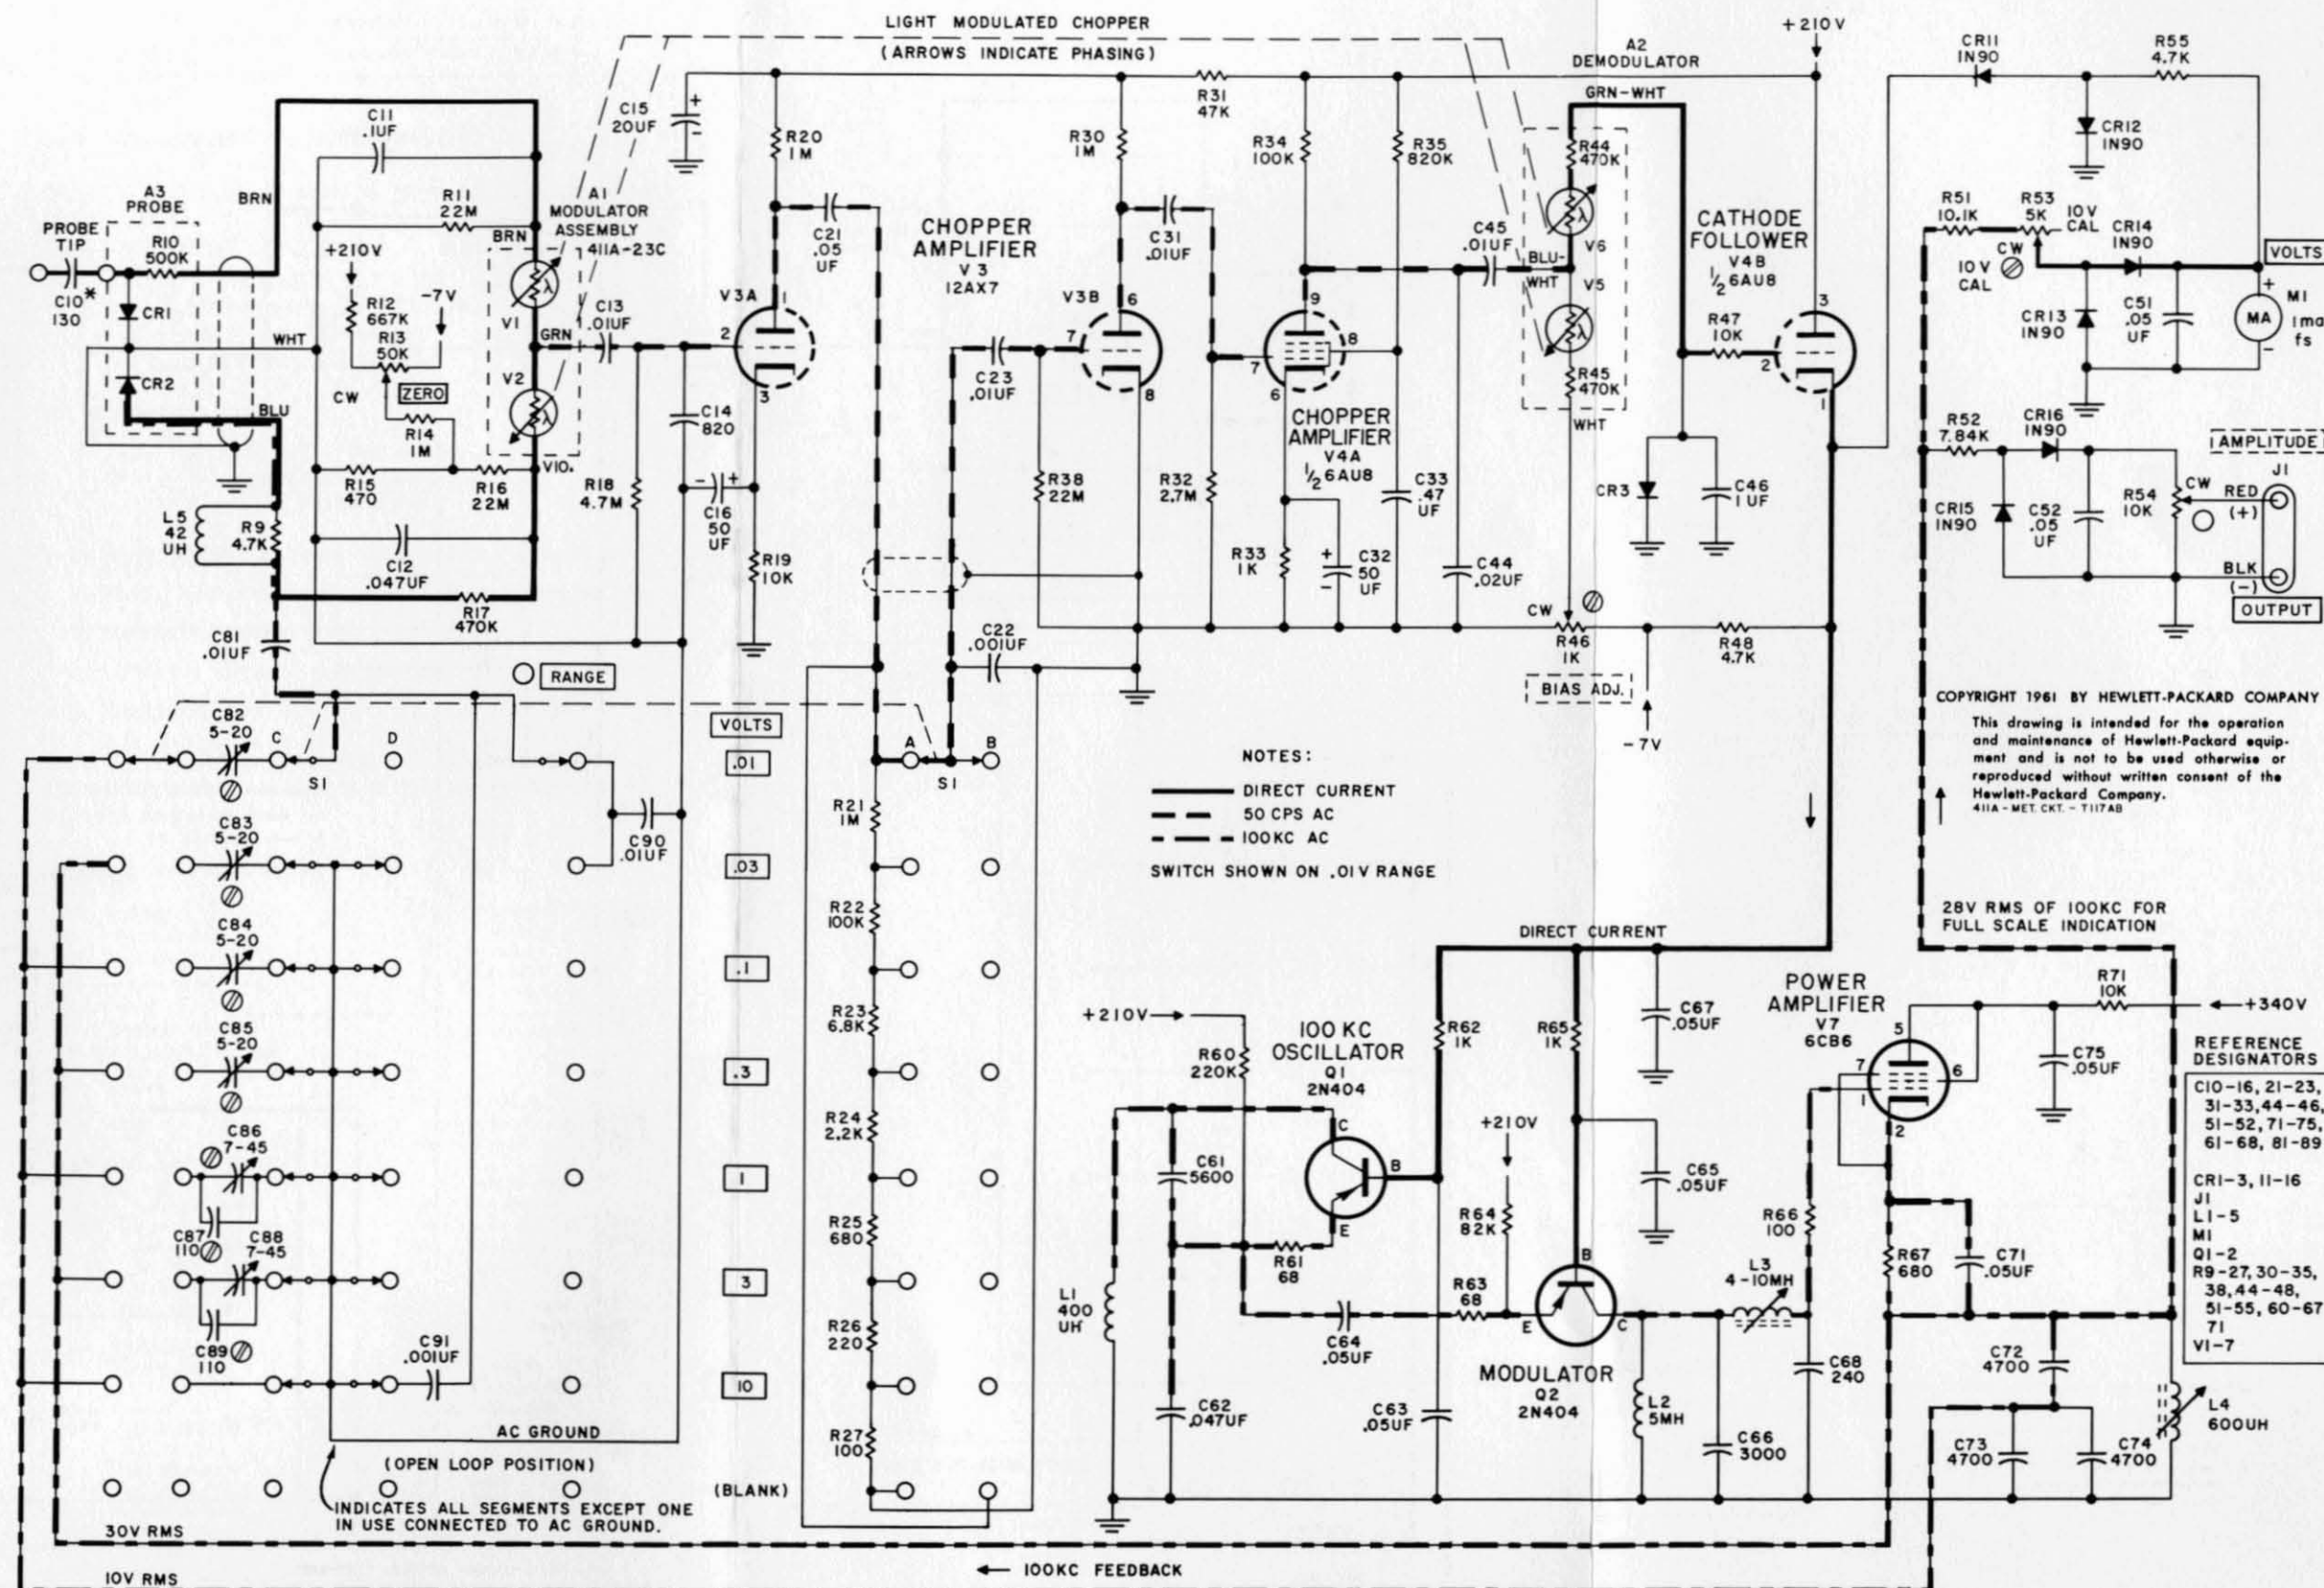 LIGHT MODULATED CHOPPER
(ARROWS INDICATE PHASING)
+210V
A2
DEMODULATOR
GRN-WHT
CR11
IN90
R55
4.7K
C11
.1UF
C15
20UF
+
-
R20
1M
R31
47K
R30
1M
R34
100K
R35
820K
R44
470K
CR12
IN90
A3
PROBE
BRN
R11
22M
A1
MODULATOR
ASSEMBLY
411A-23C
BRN
PROBE
TIP
R10
500K
C10*
130
CR1
CR2
WHT
BLU
+210V
R12
667K
-7V
R13
50K
CW
ZERO
R14
1M
R15
470
R16
22M
V1
V2
λ
λ
GRN
VIO.
C13
.01UF
C21
.05
UF
V3A
1
2
3
CHOPPER
AMPLIFIER
V3
12AX7
C23
.01UF
V3B
6
7
8
C31
.01UF
9
8
7
6
CHOPPER
AMPLIFIER
V4A
1/2 6AU8
C45
.01UF
BLU-
WHT
V6
V5
λ
λ
R45
470K
WHT
CATHODE
FOLLOWER
V4B
1/2 6AU8
R47
10K
3
2
1
R51
10.1K
R53
5K
10V
CAL
CW
10V
CAL
CR14
IN90
CR13
IN90
C51
.05
UF
VOLTS
+
MA
-
M1
1ma
fs
C14
820
R18
4.7M
-
+
C16
50
UF
R19
10K
L5
42
UH
R9
4.7K
C12
.047UF
R17
470K
R38
22M
R32
2.7M
R33
1K
+
-
C32
50
UF
C33
.47
UF
C44
.02UF
CR3
C46
1UF
R52
7.84K
CR16
IN90
CR15
IN90
C52
.05
UF
R54
10K
CW
AMPLITUDE
J1
RED
(+)
BLK
(-)
OUTPUT
C81
.01UF
RANGE
C22
.001UF
CW
R46
1K
R48
4.7K
BIAS ADJ.
-7V
COPYRIGHT 1961 BY HEWLETT-PACKARD COMPANY
This drawing is intended for the operation
and maintenance of Hewlett-Packard equip-
ment and is not to be used otherwise or
reproduced without written consent of the
Hewlett-Packard Company.
411A - MET. CKT. - T117AB
C82
5-20
C
D
S1
VOLTS
.01
A
B
S1
NOTES:
DIRECT CURRENT
50 CPS AC
100KC AC
SWITCH SHOWN ON .01V RANGE
C83
5-20
C90
.01UF
R21
1M
.03
R22
100K
C84
5-20
.1
R23
6.8K
C85
5-20
.3
R24
2.2K
C86
7-45
1
R25
680
C87
110
C88
7-45
3
R26
220
C89
110
C91
.001UF
10
R27
100
AC GROUND
(OPEN LOOP POSITION)
(BLANK)
INDICATES ALL SEGMENTS EXCEPT ONE
IN USE CONNECTED TO AC GROUND.
28V RMS OF 100KC FOR
FULL SCALE INDICATION
DIRECT CURRENT
+210V
R60
220K
100 KC
OSCILLATOR
Q1
2N404
C
B
E
R62
1K
R65
1K
C67
.05UF
POWER
AMPLIFIER
V7
6CB6
5
7
6
1
2
R71
10K
+340V
C75
.05UF
REFERENCE
DESIGNATORS
C10-16, 21-23,
31-33, 44-46,
51-52, 71-75,
61-68, 81-89
CR1-3, 11-16
J1
L1-5
M1
Q1-2
R9-27, 30-35,
38, 44-48,
51-55, 60-67
71
V1-7
C61
5600
R61
68
+210V
R64
82K
C65
.05UF
R66
100
R67
680
C71
.05UF
L1
400
UH
C64
.05UF
R63
68
B
E
C
MODULATOR
Q2
2N404
L3
4-10MH
C62
.047UF
C63
.05UF
L2
5MH
C66
3000
C68
240
C72
4700
C73
4700
C74
4700
L4
600UH
30V RMS
10V RMS
100KC FEEDBACK